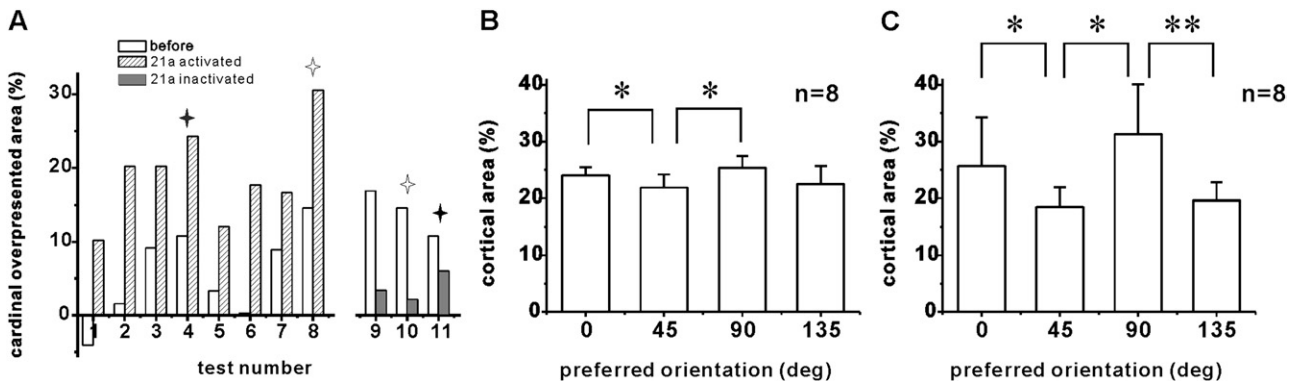 A
before
21a activated
21a inactivated
cardinal overpresented area (%)
30
20
10
0
1 2 3 4 5 6 7 8 9 10 11
test number
B
* *
n=8
cortical area (%)
40
30
20
10
0
0 45 90 135
preferred orientation (deg)
C
* * **
n=8
cortical area (%)
40
30
20
10
0
0 45 90 135
preferred orientation (deg)